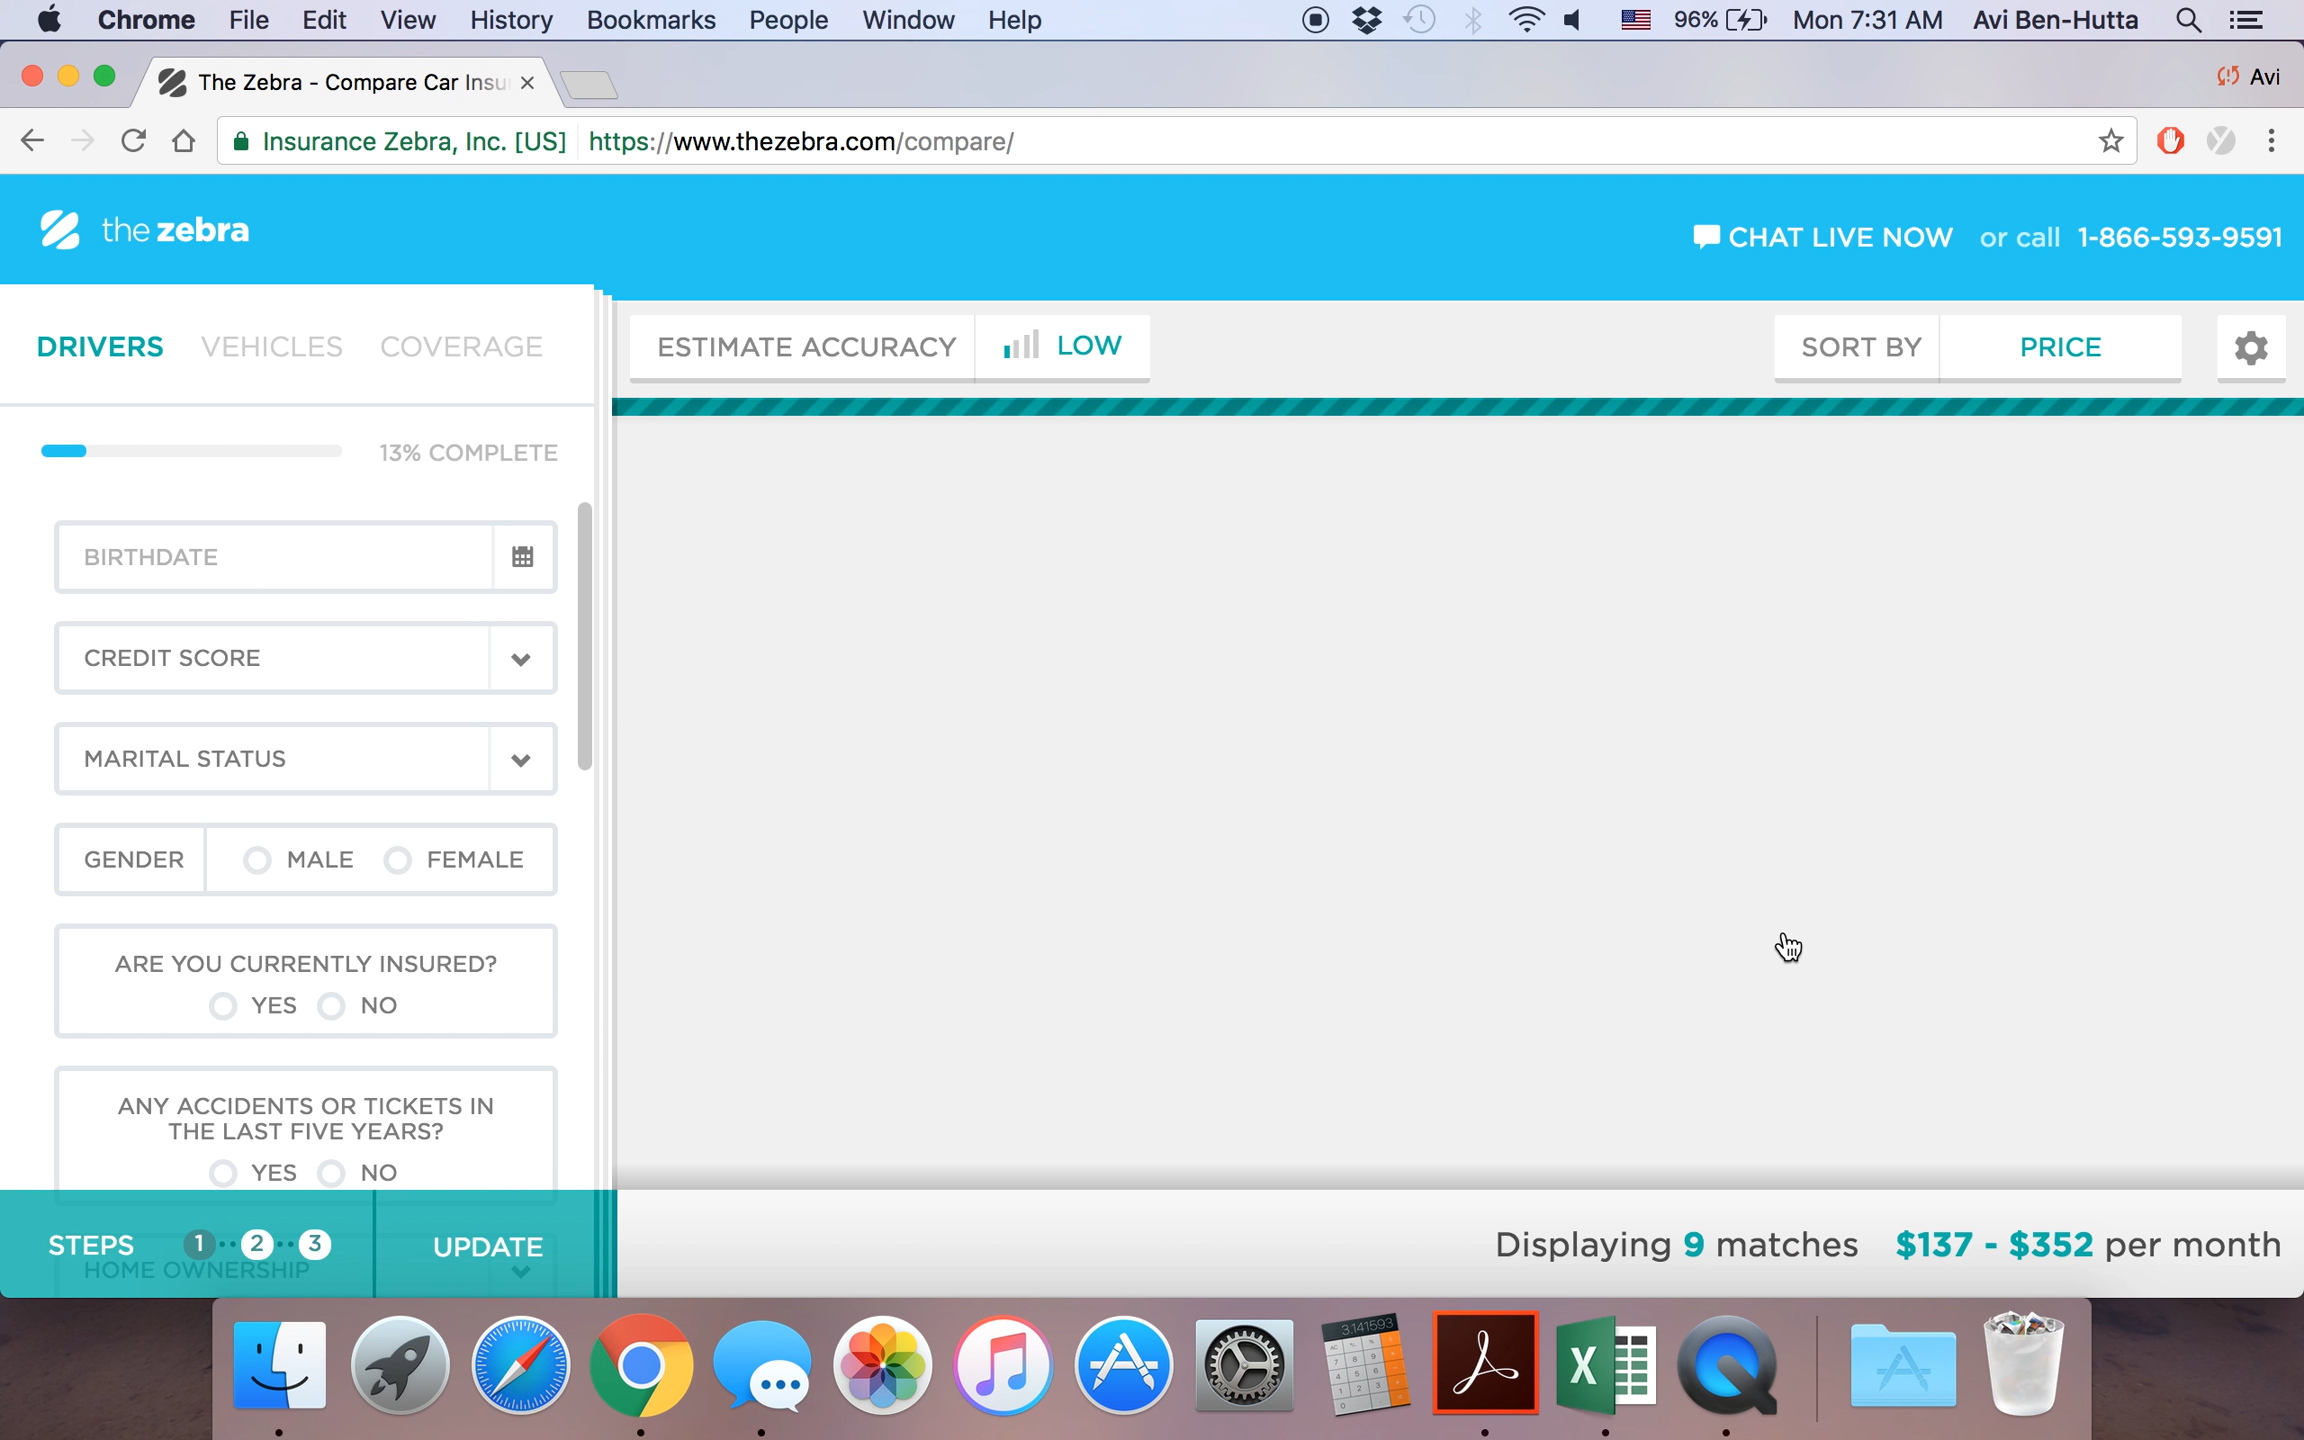 Chrome File Edit View History Bookmarks People Window Help 96% Mon 7:31 AM Avi Ben-Hutta
The Zebra - Compare Car Insu Avi
Insurance Zebra, Inc. [US] https://www.thezebra.com/compare/
the zebra CHAT LIVE NOW or call 1-866-593-9591
DRIVERS VEHICLES COVERAGE ESTIMATE ACCURACY LOW SORT BY PRICE
13% COMPLETE
BIRTHDATE
CREDIT SCORE
MARITAL STATUS
GENDER MALE FEMALE
ARE YOU CURRENTLY INSURED?
YES NO
ANY ACCIDENTS OR TICKETS IN
THE LAST FIVE YEARS?
YES NO
STEPS 1 2 3 UPDATE Displaying 9 matches $137 - $352 per month
HOME OWNERSHIP
3.141593